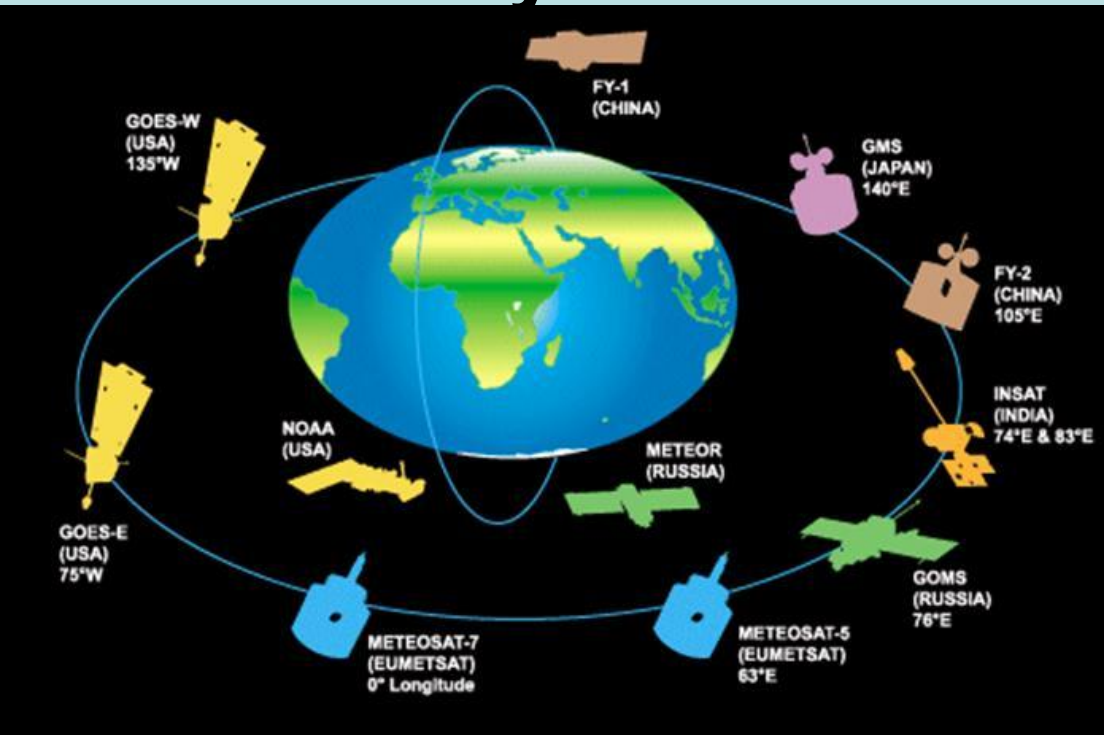 FY-1
(CHINA)
GOES-W
(USA)
135°W
GMS
(JAPAN)
140°E
FY-2
(CHINA)
105°E
INSAT
(INDIA)
74°E & 83°E
NOAA
(USA)
METEOR
(RUSSIA)
GOES-E
(USA)
75°W
GOMS
(RUSSIA)
76°E
METEOSAT-7
(EUMETSAT)
0° Longitude
METEOSAT-5
(EUMETSAT)
63°E